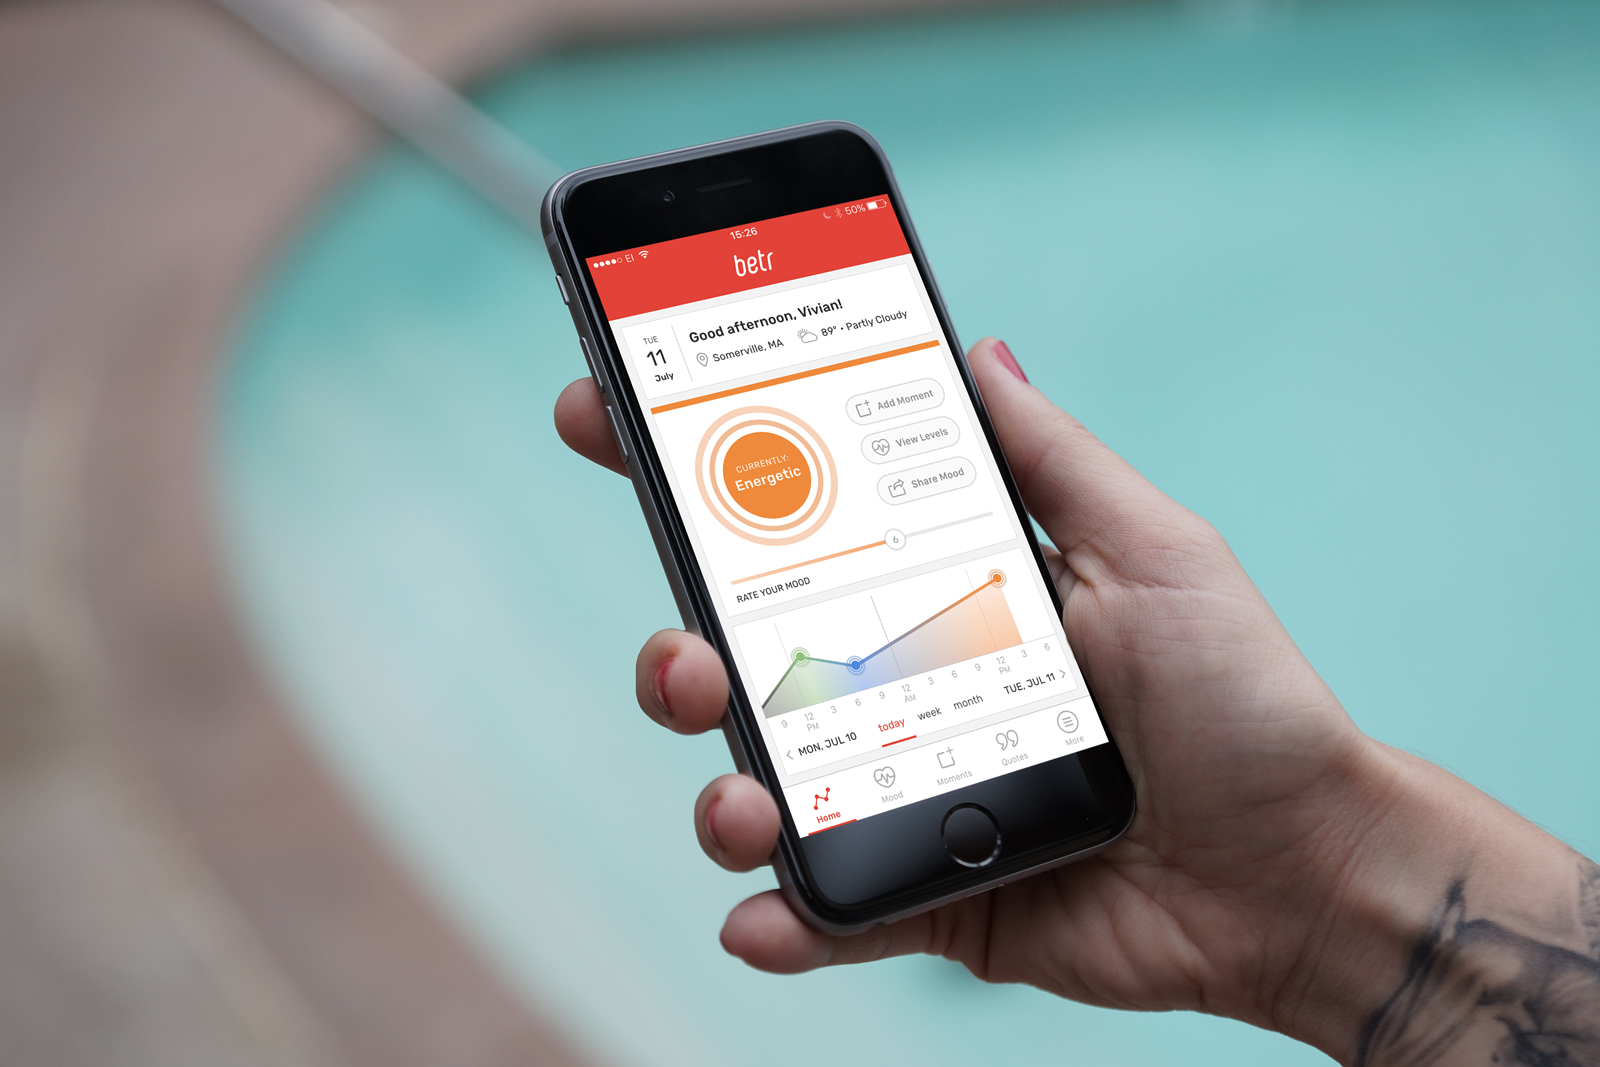 EI 15:26 50%
betr
TUE
11
July
Good afternoon, Vivian!
Somerville, MA 89° • Partly Cloudy
CURRENTLY:
Energetic
Add Moment
View Levels
Share Mood
6
RATE YOUR MOOD
9 12 PM 3 6 9 12 AM 3 6 9 12 PM 3 6
MON, JUL 10 today week month TUE, JUL 11
Home Mood Moments Quotes More